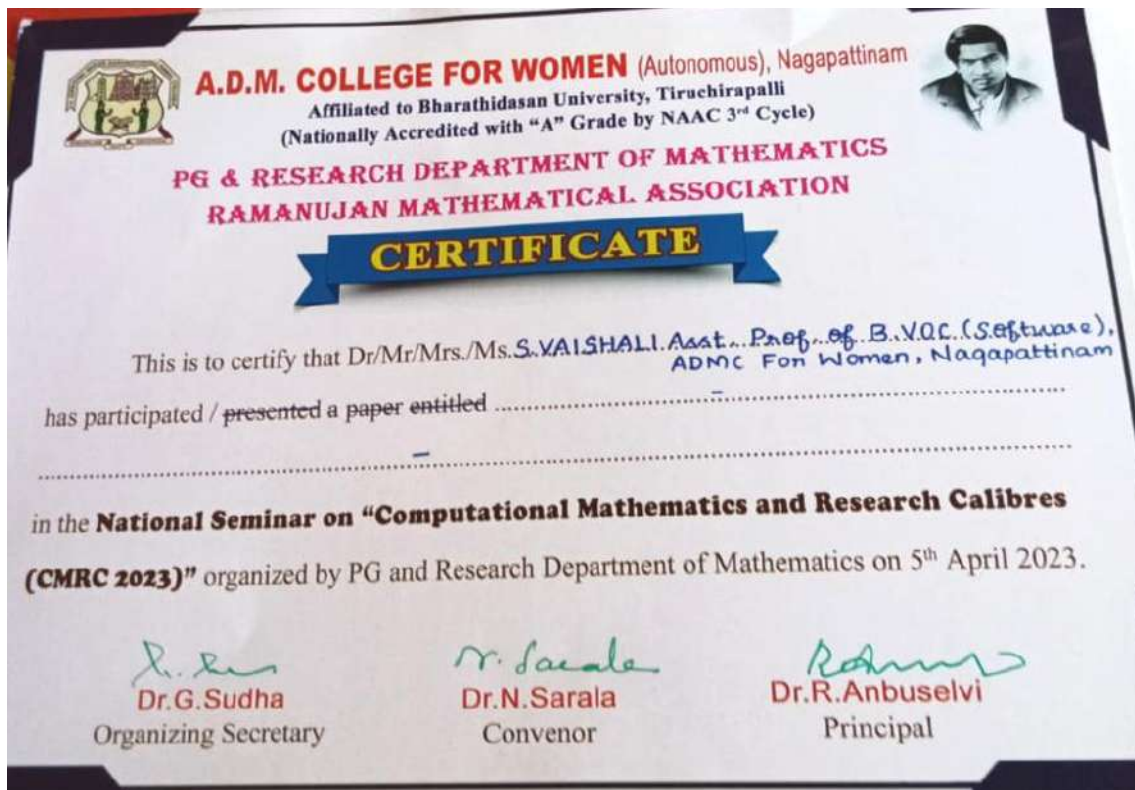 A.D.M. COLLEGE FOR WOMEN (Autonomous), Nagapattinam
Affiliated to Bharathidasan University, Tiruchirapalli
(Nationally Accredited with “A” Grade by NAAC 3rd Cycle)
PG & RESEARCH DEPARTMENT OF MATHEMATICS
RAMANUJAN MATHEMATICAL ASSOCIATION
CERTIFICATE
This is to certify that Dr/Mr/Mrs./Ms. S. VAISHALI Asst. Prof. of B.VOC (Software),
ADMC For Women, Nagapattinam
has participated / presented a paper entitled ...............
...............
in the National Seminar on “Computational Mathematics and Research Calibres
(CMRC 2023)” organized by PG and Research Department of Mathematics on 5th April 2023.
N. Sarala
Dr.G.Sudha Dr.N.Sarala Dr.R.Anbuselvi
Organizing Secretary Convenor Principal